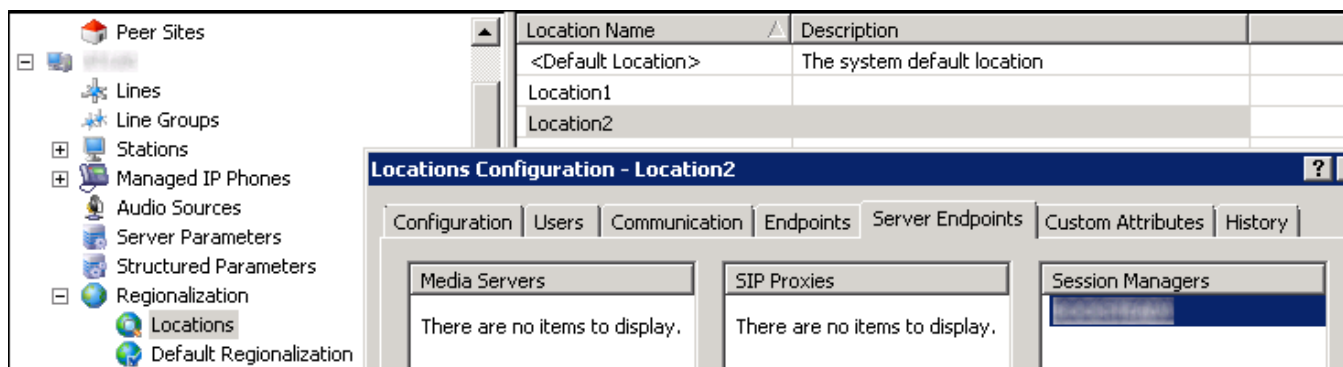 Peer Sites
Lines
Line Groups
Stations
Managed IP Phones
Audio Sources
Server Parameters
Structured Parameters
Regionalization
Locations
Default Regionalization
Location Name Description
<Default Location> The system default location
Location1
Location2
Locations Configuration - Location2 ?
Configuration Users Communication Endpoints Server Endpoints Custom Attributes History
Media Servers SIP Proxies Session Managers
There are no items to display. There are no items to display.